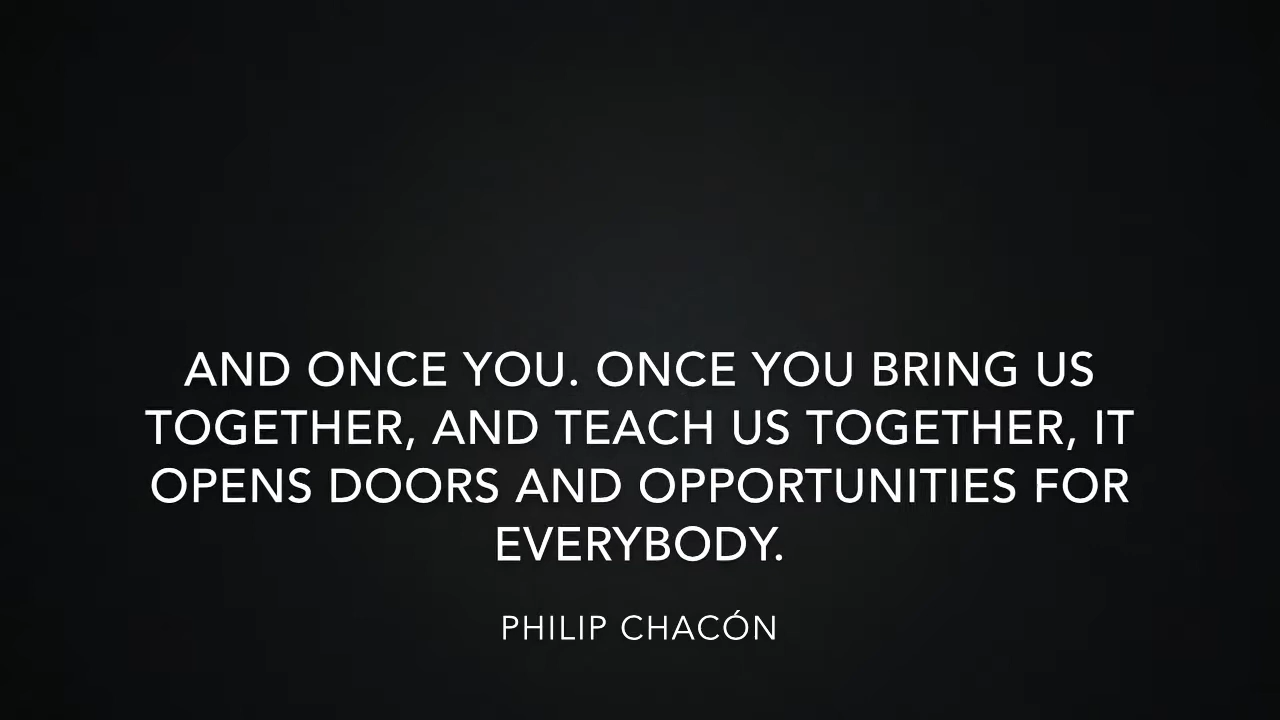 AND ONCE YOU. ONCE YOU BRING US
TOGETHER, AND TEACH US TOGETHER, IT
OPENS DOORS AND OPPORTUNITIES FOR
EVERYBODY.
PHILIP CHACÓN